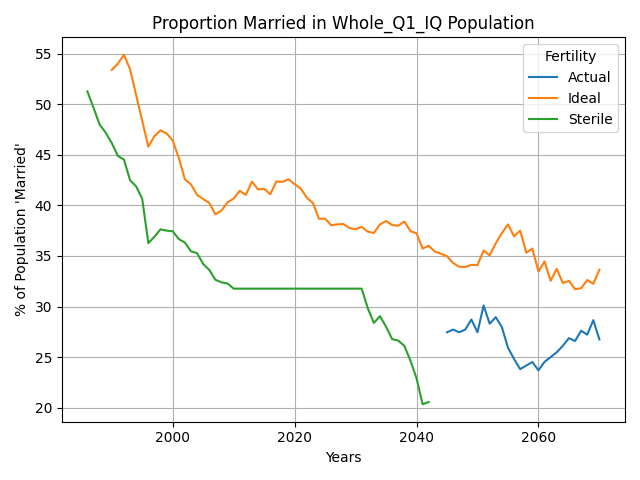 Proportion Married in Whole_Q1_IQ Population
% of Population 'Married'
55
50
45
40
35
30
25
20
Fertility
Actual
Ideal
Sterile
2000
2020
2040
2060
Years